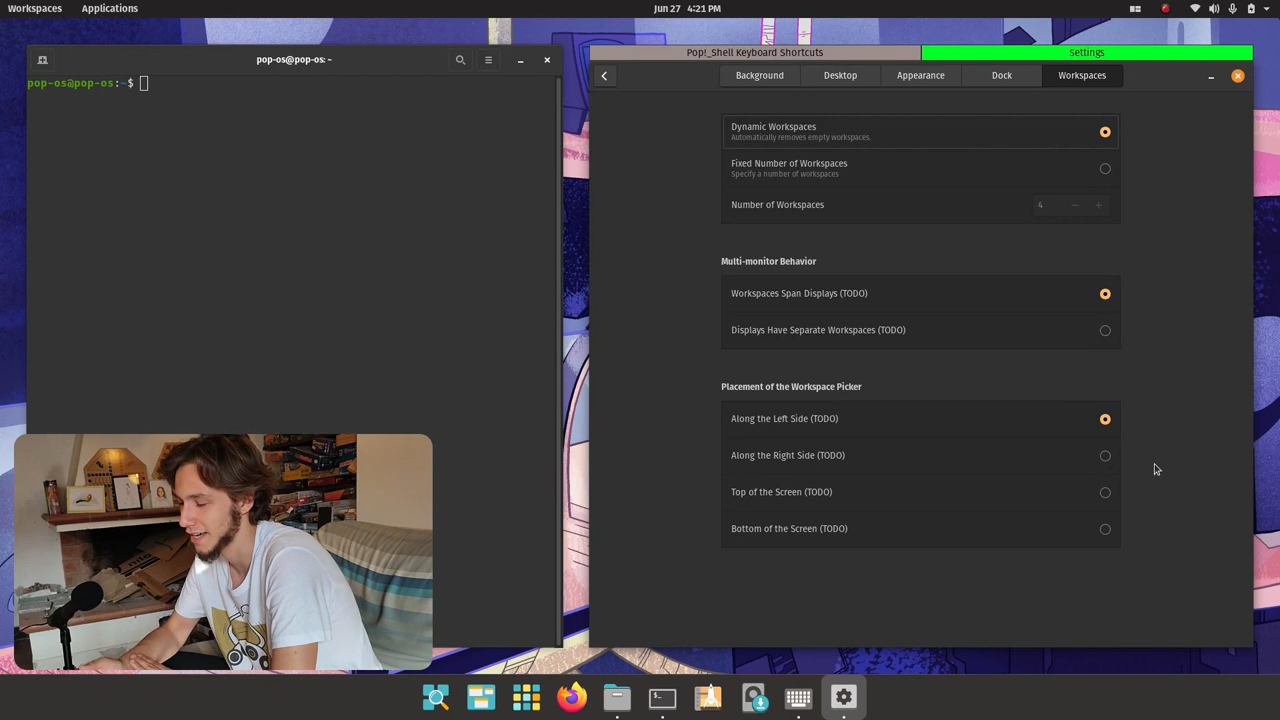 Workspaces Applications Jun 27 4:21 PM
pop-os@pop-os: ~
pop-os@pop-os:~$
Pop!_Shell Keyboard Shortcuts Settings
Background Desktop Appearance Dock Workspaces
Dynamic Workspaces
Automatically removes empty workspaces.
Fixed Number of Workspaces
Specify a number of workspaces
Number of Workspaces 4 − +
Multi-monitor Behavior
Workspaces Span Displays (TODO)
Displays Have Separate Workspaces (TODO)
Placement of the Workspace Picker
Along the Left Side (TODO)
Along the Right Side (TODO)
Top of the Screen (TODO)
Bottom of the Screen (TODO)